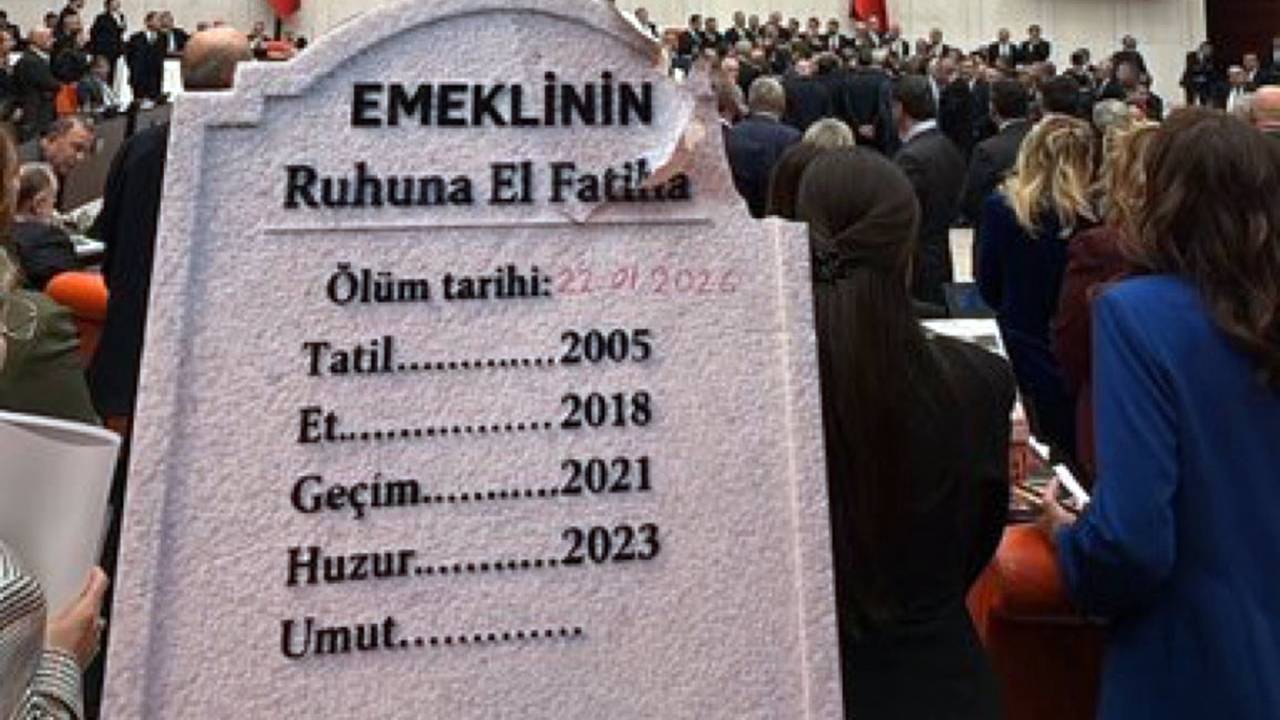 EMEKLİNİN
Ruhuna El Fatiha
Ölüm tarihi: 22 01 2026
Tatil.............2005
Et..................2018
Geçim...........2021
Huzur...........2023
Umut.............